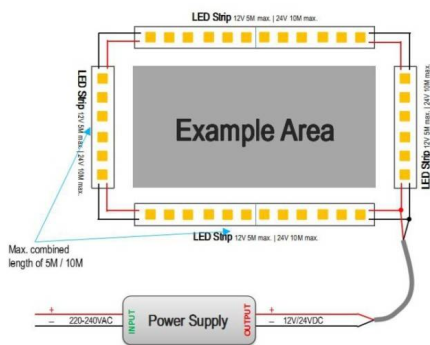 LED Strip 12V 5M max. | 24V 10M max.
LED Strip 12V 5M max. | 24V 10M max.
Example Area
LED Strip 12V 5M max. | 24V 10M max.
LED Strip 12V 5M max. | 24V 10M max.
Max. combined
length of 5M / 10M
+
–
220-240VAC
INPUT
Power Supply
OUTPUT
+
–
12V/24VDC